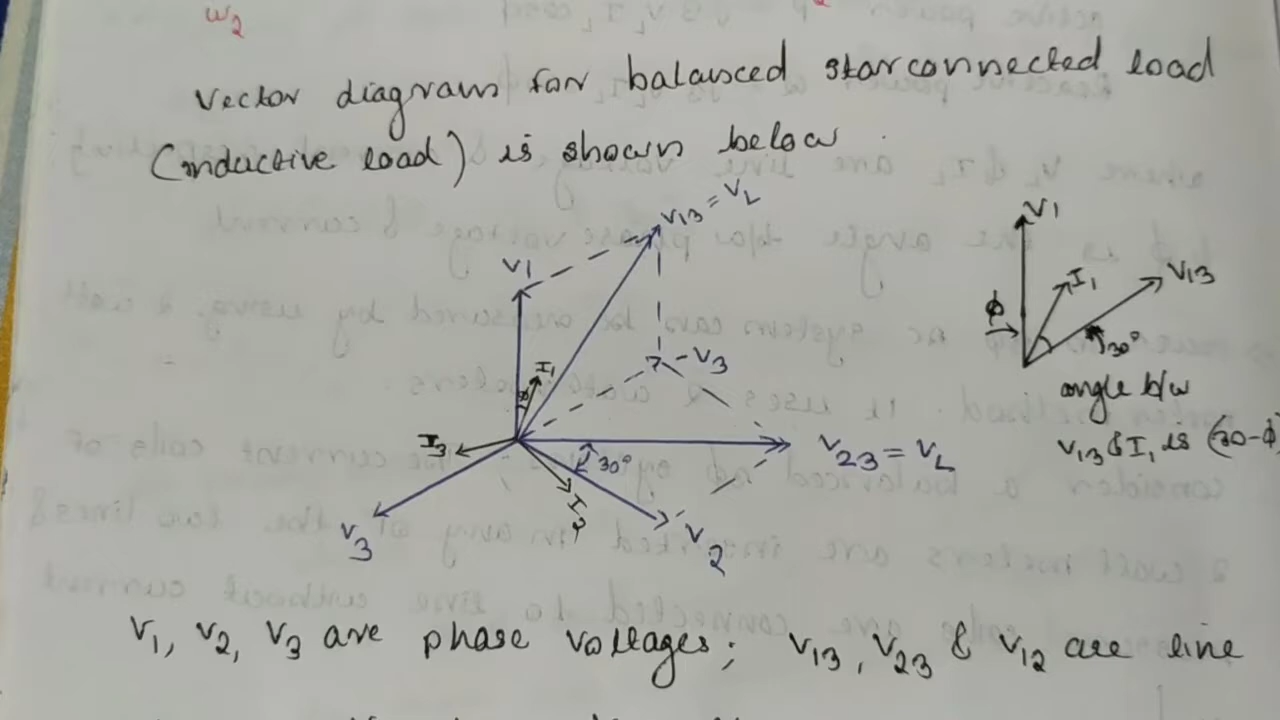 w2
vector diagram for balanced starconnected load
(inductive load) is shown below
V13 = VL
V1
I1
ϕ
-V3
I3
30°
V23 = VL
I2
V3
V2
V1
I1
V13
ϕ
30°
angle b/w
V13 & I1 is (30-ϕ)
V1, V2, V3 are phase voltages; V13, V23 & V12 are line